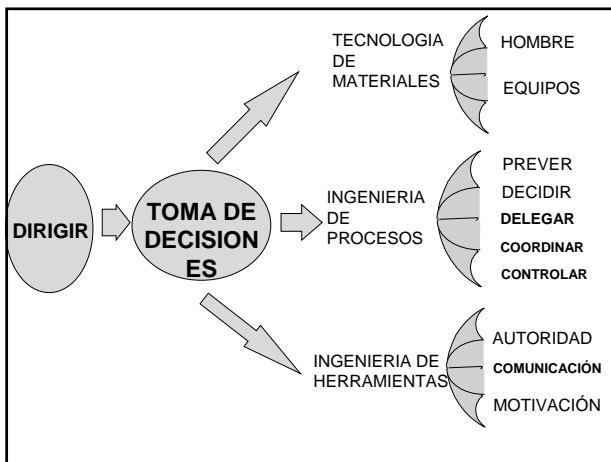 DIRIGIR
TOMA DE
DECISION
ES
TECNOLOGIA
DE
MATERIALES
HOMBRE
EQUIPOS
INGENIERIA
DE
PROCESOS
PREVER
DECIDIR
DELEGAR
COORDINAR
CONTROLAR
INGENIERIA DE
HERRAMIENTAS
AUTORIDAD
COMUNICACIÓN
MOTIVACIÓN